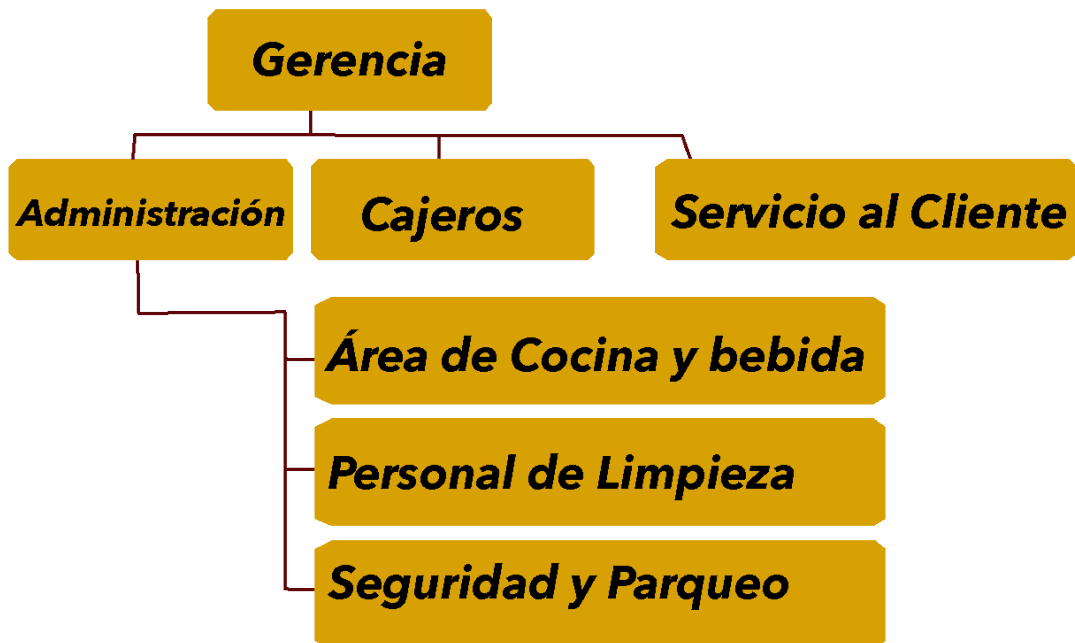 Gerencia
Administración
Cajeros
Servicio al Cliente
Área de Cocina y bebida
Personal de Limpieza
Seguridad y Parqueo